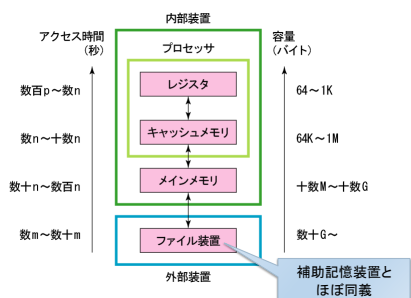 内部装置
アクセス時間
(秒)
プロセッサ
容量
(バイト)
数百p~数n
レジスタ
64~1K
数n~十数n
キャッシュメモリ
64K~1M
数十n~数百n
メインメモリ
十数M~十数G
数m~数十m
ファイル装置
数十G~
外部装置
補助記憶装置と
ほぼ同義